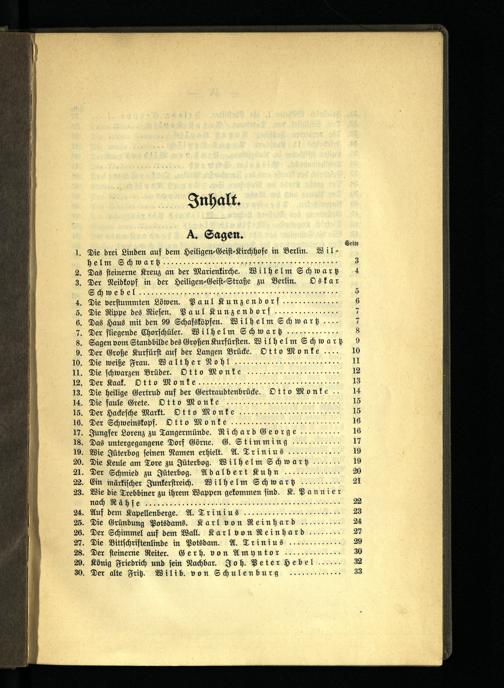 Inhalt.
A. Sagen.
Seite
1. Die drei Linden auf dem Heiligen-Geist-Kirchhofe in Berlin. Wil-
helm Schwartz . . . . . . . . . . 3
2. Das steinerne Kreuz an der Marienkirche. Wilhelm Schwartz 4
3. Der Neidkopf in der Heiligen-Geist-Straße zu Berlin. Oskar
Schwebel . . . . . . . . . . 5
4. Die verstummten Löwen. Paul Kunzendorf . . . . . . 6
5. Die Rippe des Riesen. Paul Kunzendorf . . . . . . 7
6. Das Haus mit den 99 Schafsköpfen. Wilhelm Schwartz . . . 7
7. Der fliegende Chorschüler. Wilhelm Schwartz . . . . . . 8
8. Sagen vom Standbilde des Großen Kurfürsten. Wilhelm Schwartz 9
9. Der Große Kurfürst auf der Langen Brücke. Otto Monke . . . . 10
10. Die weiße Frau. Walther Nohl . . . . . . 11
11. Die schwarzen Brüder. Otto Monke . . . . . . 12
12. Der Kaak. Otto Monke . . . . . . 12
13. Die heilige Gertrud auf der Gertraudtenbrücke. Otto Monke . . 14
14. Die faule Grete. Otto Monke . . . . . . 15
15. Der Hackesche Markt. Otto Monke . . . . . . 15
16. Der Schweinskopf. Otto Monke . . . . . . 16
17. Jungfer Lorenz zu Tangermünde. Richard George . . . . . . 16
18. Das untergegangene Dorf Görne. G. Stimming . . . . . . 17
19. Wie Jüterbog seinen Namen erhielt. A. Trinius . . . . . . 19
20. Die Keule am Tore zu Jüterbog. Wilhelm Schwartz . . . . . . 19
21. Der Schmied zu Jüterbog. Adalbert Kuhn . . . . . . 20
22. Ein märkischer Junkerstreich. Wilhelm Schwartz . . . . . . 21
23. Wie die Trebbiner zu ihrem Wappen gekommen sind. K. Pannier
nach Rähse . . . . . . 22
24. Auf dem Kapellenberge. A. Trinius . . . . . . 23
25. Die Gründung Potsdams. Karl von Reinhard . . . . . . 24
26. Der Schimmel auf dem Wall. Karl von Reinhard . . . . . . 27
27. Die Bittschriftenlinde in Potsdam. A. Trinius . . . . . . 29
28. Der steinerne Reiter. Gerh. von Amyntor . . . . . . 30
29. König Friedrich und sein Nachbar. Joh. Peter Hebel . . . . . . 32
30. Der alte Fritz. Wilib. von Schulenburg . . . . . . 33